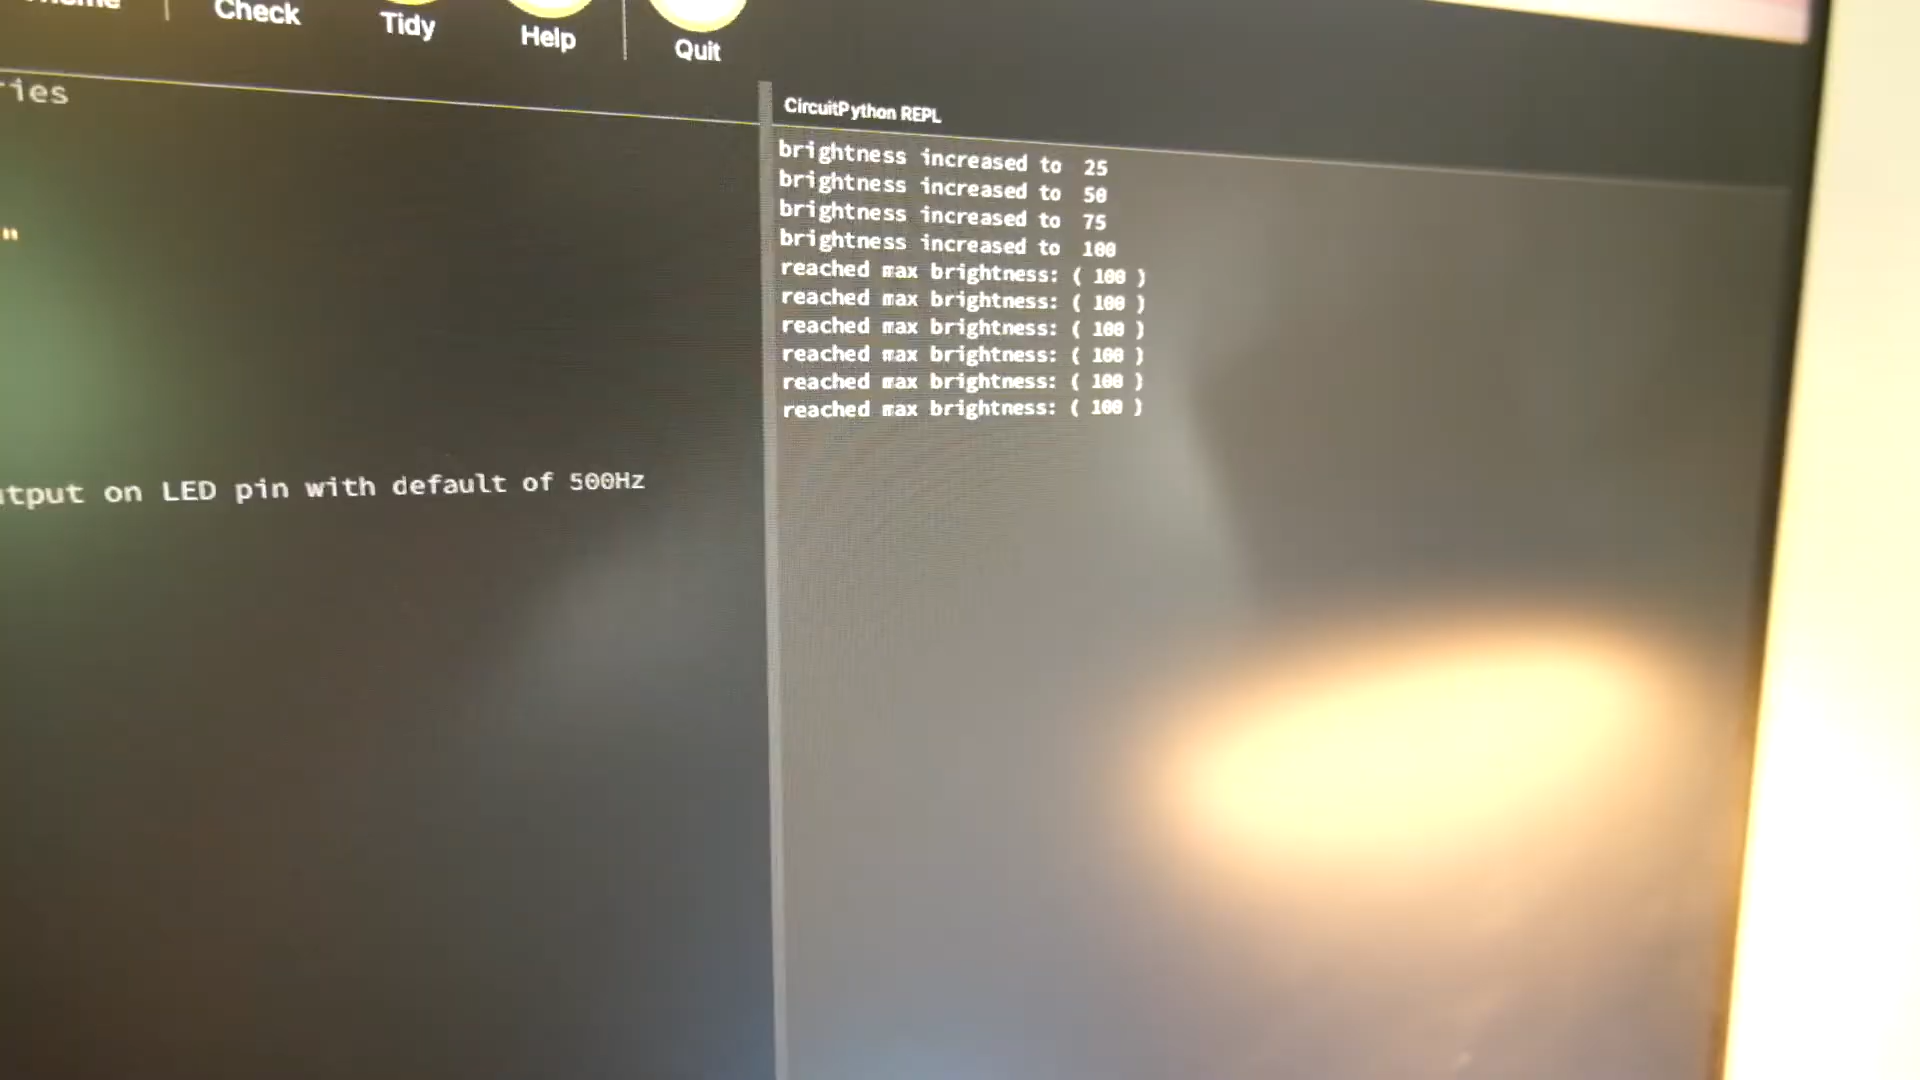 Check
Tidy
Help
Quit
CircuitPython REPL
brightness increased to 25
brightness increased to 50
brightness increased to 75
brightness increased to 100
reached max brightness: ( 100 )
reached max brightness: ( 100 )
reached max brightness: ( 100 )
reached max brightness: ( 100 )
reached max brightness: ( 100 )
reached max brightness: ( 100 )
ries
"
tput on LED pin with default of 500Hz